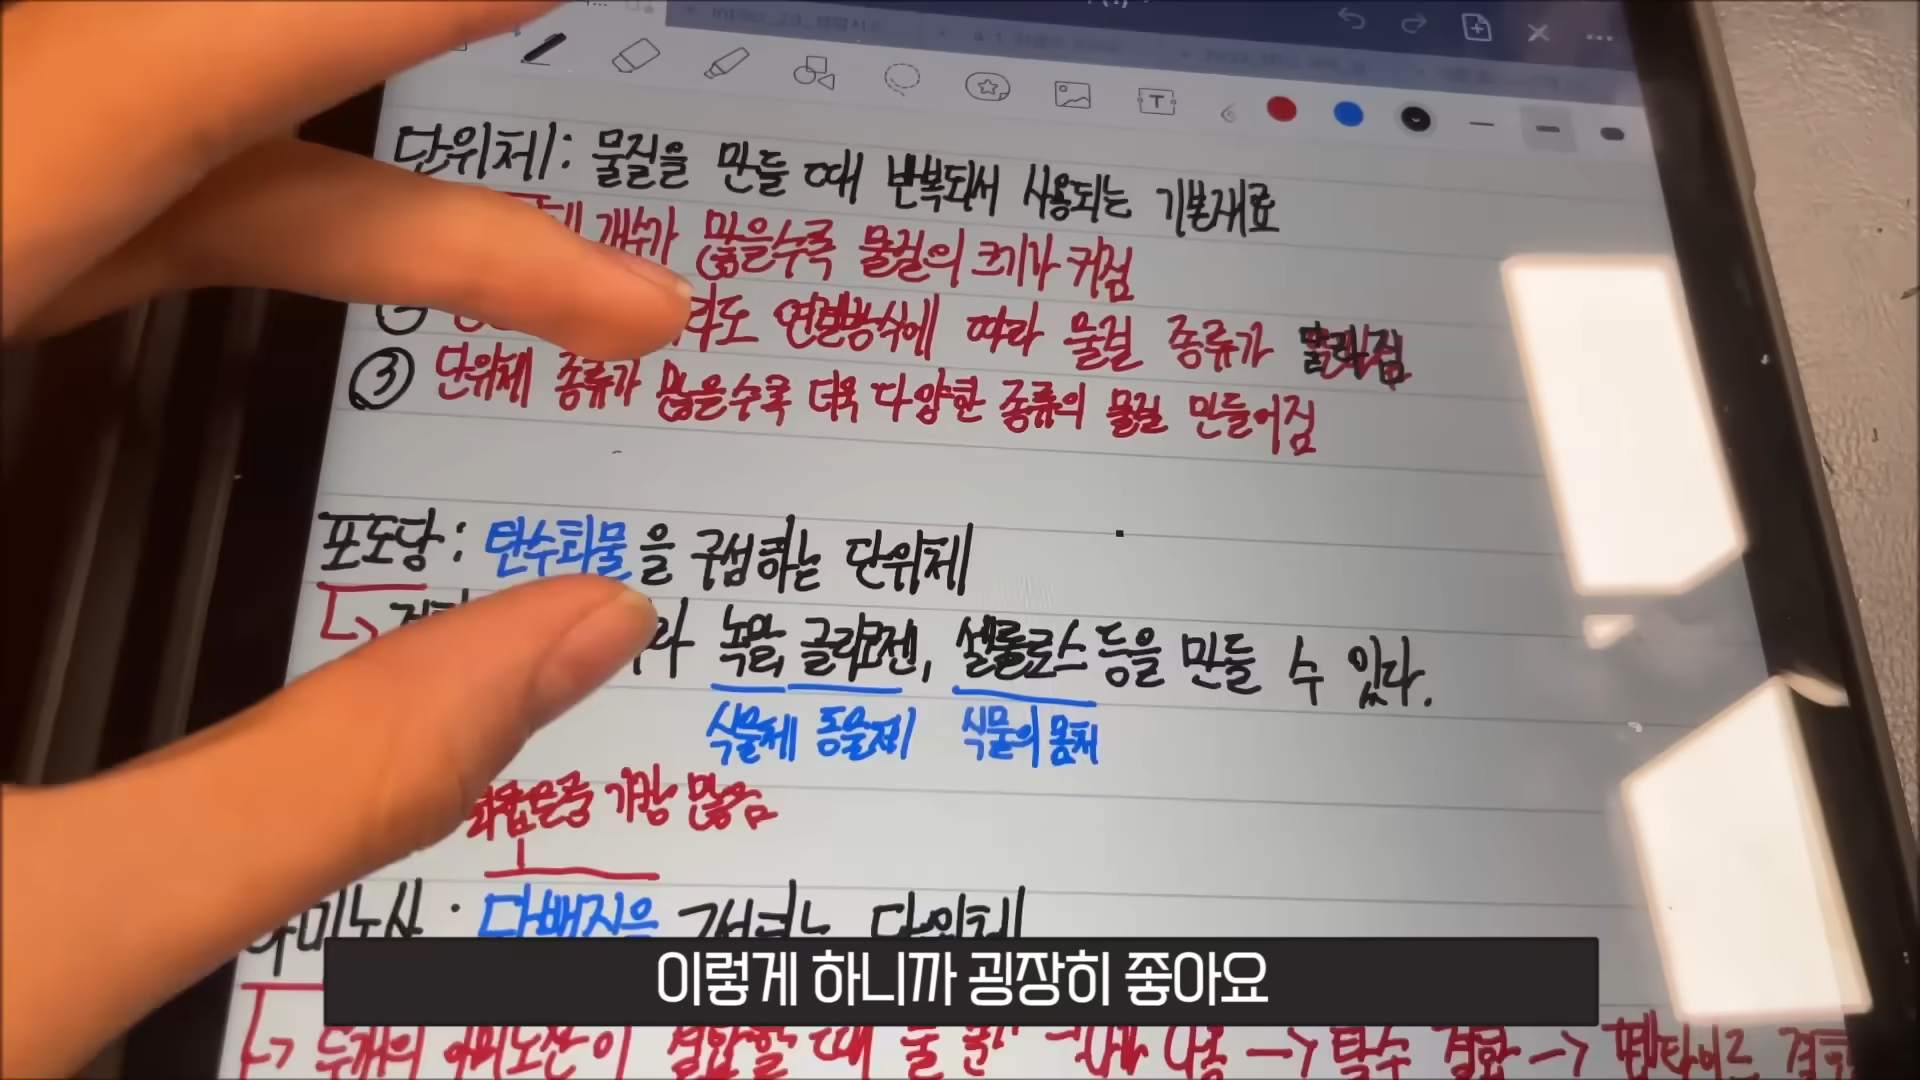 단위체: 물질을 만들 때 반복되서 사용되는 기본재료
개수가 많을수록 물질의 크기가 커짐
연결방식에 따라 물질 종류가 달라짐
③ 단위체 종류가 많을수록 더욱 다양한 종류의 물질 만들어짐
포도당: 탄수화물을 구성하는 단위체
녹말, 글리코젠, 셀룰로스 등을 만들 수 있다.
식물체 동물체 식물의 몸체
가장 많음
아미노산: 단백질을 단위체
이렇게 하니까 굉장히 좋아요
두개의 아미노산이 결합할 때 물 → 탈수 결합 → 펩타이드 결합